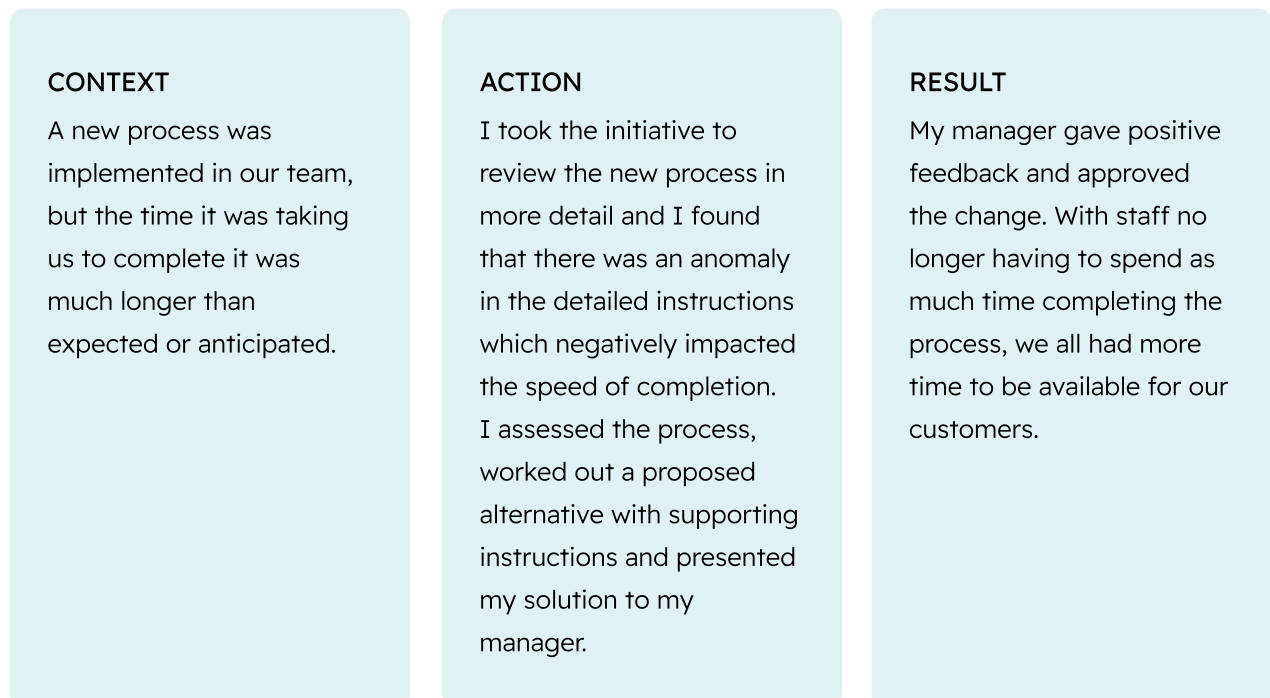 CONTEXT
A new process was
implemented in our team,
but the time it was taking
us to complete it was
much longer than
expected or anticipated.
ACTION
I took the initiative to
review the new process in
more detail and I found
that there was an anomaly
in the detailed instructions
which negatively impacted
the speed of completion.
I assessed the process,
worked out a proposed
alternative with supporting
instructions and presented
my solution to my
manager.
RESULT
My manager gave positive
feedback and approved
the change. With staff no
longer having to spend as
much time completing the
process, we all had more
time to be available for our
customers.